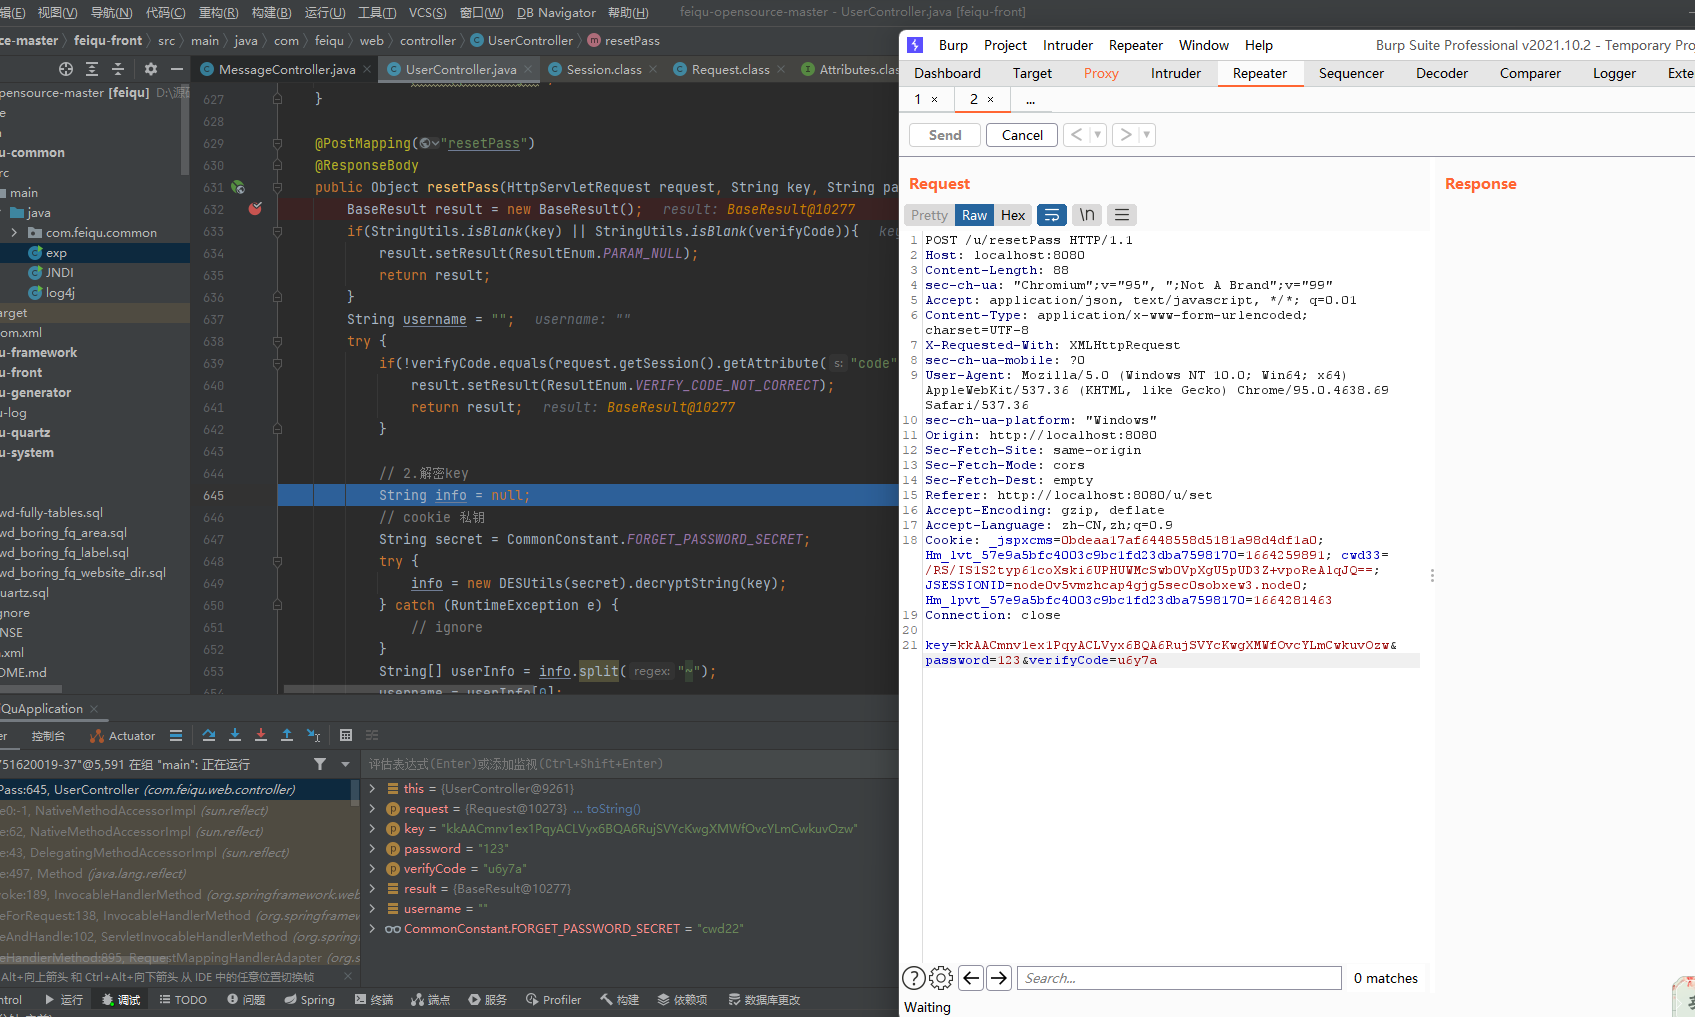 编辑(E) 视图(V) 导航(N) 代码(C) 重构(R) 构建(B) 运行(U) 工具(T) VCS(S) 窗口(W) DB Navigator 帮助(H) feiqu-opensource-master - UserController.java [feiqu-front]
ce-master feiqu-front src main java com feiqu web controller UserController resetPass
MessageController.java UserController.java Session.class Request.class Attributes.clas
pensource-master [feiqu] D:\源
u-common
rc
main
java
com.feiqu.common
exp
JNDI
log4j
arget
om.xml
u-framework
u-front
u-generator
u-log
u-quartz
u-system
wd-fully-tables.sql
wd_boring_fq_area.sql
wd_boring_fq_label.sql
wd_boring_fq_website_dir.sql
uartz.sql
gnore
NSE
.xml
OME.md
627 }
628
629 @PostMapping("resetPass")
630 @ResponseBody
631 public Object resetPass(HttpServletRequest request, String key, String pa
632 BaseResult result = new BaseResult(); result: BaseResult@10277
633 if(StringUtils.isBlank(key) || StringUtils.isBlank(verifyCode)){ key
634 result.setResult(ResultEnum.PARAM_NULL);
635 return result;
636 }
637 String username = ""; username: ""
638 try {
639 if(!verifyCode.equals(request.getSession().getAttribute( s: "code"
640 result.setResult(ResultEnum.VERIFY_CODE_NOT_CORRECT);
641 return result; result: BaseResult@10277
642 }
643
644 // 2.解密key
645 String info = null;
646 // cookie 私钥
647 String secret = CommonConstant.FORGET_PASSWORD_SECRET;
648 try {
649 info = new DESUtils(secret).decryptString(key);
650 } catch (RuntimeException e) {
651 // ignore
652 }
653 String[] userInfo = info.split( regex: "~");
654 username = userInfo[0];
QuApplication
er 控制台 Actuator
751620019-37"@5,591 在组 "main": 正在运行
Pass:645, UserController (com.feiqu.web.controller)
e0:-1, NativeMethodAccessorImpl (sun.reflect)
e:62, NativeMethodAccessorImpl (sun.reflect)
e:43, DelegatingMethodAccessorImpl (sun.reflect)
e:497, Method (java.lang.reflect)
oke:189, InvocableHandlerMethod (org.springframework.web
eForRequest:138, InvocableHandlerMethod (org.springframew
eAndHandle:102, ServletInvocableHandlerMethod (org.spring
eHandlerMethod:895, RequestMappingHandlerAdapter (org.s
Alt+向上箭头 和 Ctrl+Alt+向下箭头 从 IDE 中的任意位置切换帧
评估表达式(Enter)或添加监视(Ctrl+Shift+Enter)
this = {UserController@9261}
request = {Request@10273} ... toString()
key = "kkAACmnv1ex1PqyACLVyx6BQA6RujSVYcKwgXMWfOvcYLmCwkuvOzw"
password = "123"
verifyCode = "u6y7a"
result = {BaseResult@10277}
username = ""
CommonConstant.FORGET_PASSWORD_SECRET = "cwd22"
ntrol 运行 调试 TODO 问题 Spring 终端 端点 服务 Profiler 构建 依赖项 数据库更改
Burp Project Intruder Repeater Window Help Burp Suite Professional v2021.10.2 - Temporary Pro
Dashboard Target Proxy Intruder Repeater Sequencer Decoder Comparer Logger Exte
1 × 2 × ...
Send Cancel < >
Request
Pretty Raw Hex \n
1 POST /u/resetPass HTTP/1.1
2 Host: localhost:8080
3 Content-Length: 88
4 sec-ch-ua: "Chromium";v="95", ";Not A Brand";v="99"
5 Accept: application/json, text/javascript, */*; q=0.01
6 Content-Type: application/x-www-form-urlencoded;
charset=UTF-8
7 X-Requested-With: XMLHttpRequest
8 sec-ch-ua-mobile: ?0
9 User-Agent: Mozilla/5.0 (Windows NT 10.0; Win64; x64)
AppleWebKit/537.36 (KHTML, like Gecko) Chrome/95.0.4638.69
Safari/537.36
10 sec-ch-ua-platform: "Windows"
11 Origin: http://localhost:8080
12 Sec-Fetch-Site: same-origin
13 Sec-Fetch-Mode: cors
14 Sec-Fetch-Dest: empty
15 Referer: http://localhost:8080/u/set
16 Accept-Encoding: gzip, deflate
17 Accept-Language: zh-CN,zh;q=0.9
18 Cookie: _jspxcms=0bdeaa17af6448558d5181a98d4df1a0;
Hm_lvt_57e9a5bfc4003c9bc1fd23dba7598170=1664259891; cwd33=
/RS/IS1S2typ61coXski6UPHUWMcSwbOVpXgU5pUD3Z+vpoReA1qJQ==;
JSESSIONID=node0v5vmzhcap4gjg5sec0sobxew3.node0;
Hm_lpvt_57e9a5bfc4003c9bc1fd23dba7598170=1664281463
19 Connection: close
20
21 key=kkAACmnv1ex1PqyACLVyx6BQA6RujSVYcKwgXMWfOvcYLmCwkuvOzw&
password=123&verifyCode=u6y7a
Response
Search... 0 matches
Waiting